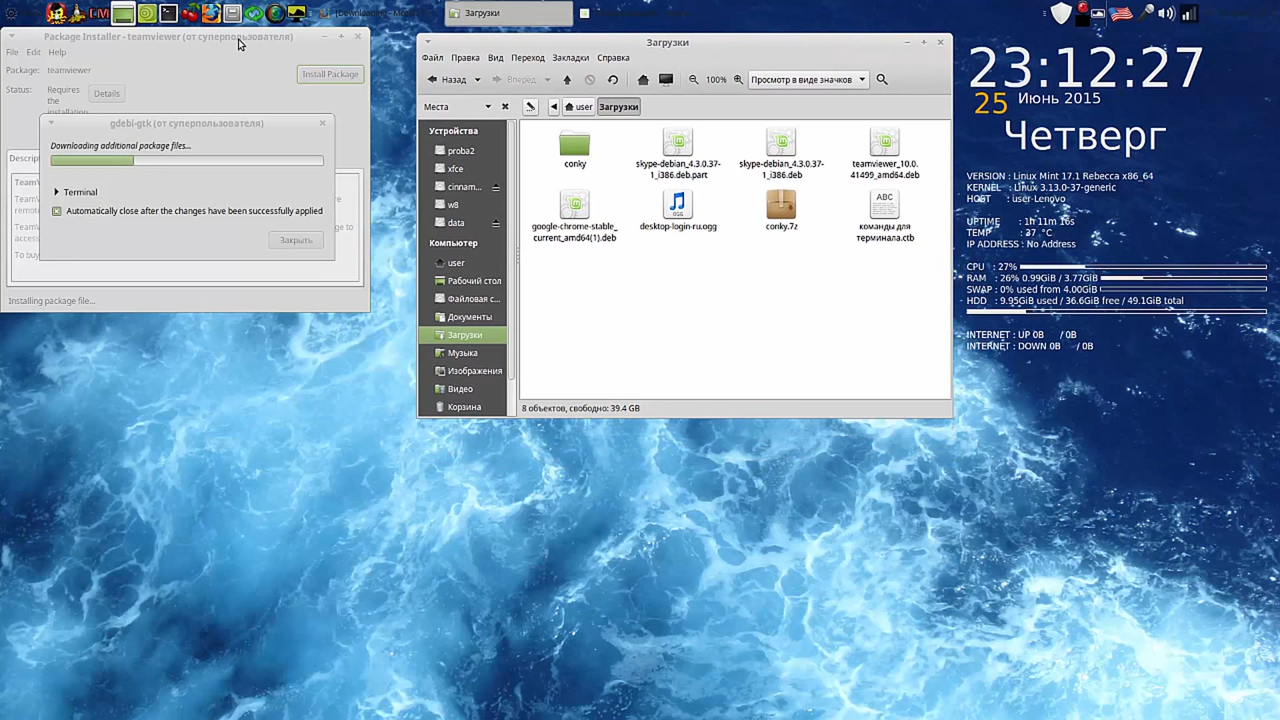 Загрузки
Package Installer - teamviewer (от суперпользователя)
File Edit Help
Package: teamviewer
Install Package
Status: Requires
the
installation
Details
gdebi-gtk (от суперпользователя)
Downloading additional package files...
Terminal
Automatically close after the changes have been successfully applied
Закрыть
Installing package file...
Загрузки
Файл Правка Вид Переход Закладки Справка
Назад Вперед 100% Просмотр в виде значков
Места
user Загрузки
Устройства
proba2
xfce
cinnam...
w8
data
Компьютер
user
Рабочий стол
Файловая с...
Документы
Загрузки
Музыка
Изображения
Видео
Корзина
conky
skype-debian_4.3.0.37-
1_i386.deb.part
skype-debian_4.3.0.37-
1_i386.deb
teamviewer_10.0.
41499_amd64.deb
google-chrome-stable_
current_amd64(1).deb
desktop-login-ru.ogg
conky.7z
ABC
команды для
терминала.ctb
8 объектов, свободно: 39.4 GB
23:12:27
25 Июнь 2015
Четверг
VERSION : Linux Mint 17.1 Rebecca x86_64
KERNEL : Linux 3.13.0-37-generic
HOST : user-Lenovo
UPTIME : 1h 11m 16s
TEMP : 37 °C
IP ADDRESS : No Address
CPU : 27%
RAM : 26% 0.99GiB / 3.77GiB
SWAP : 0% used from 4.00GiB
HDD : 9.95GiB used / 36.6GiB free / 49.1GiB total
INTERNET : UP 0B / 0B
INTERNET : DOWN 0B / 0B